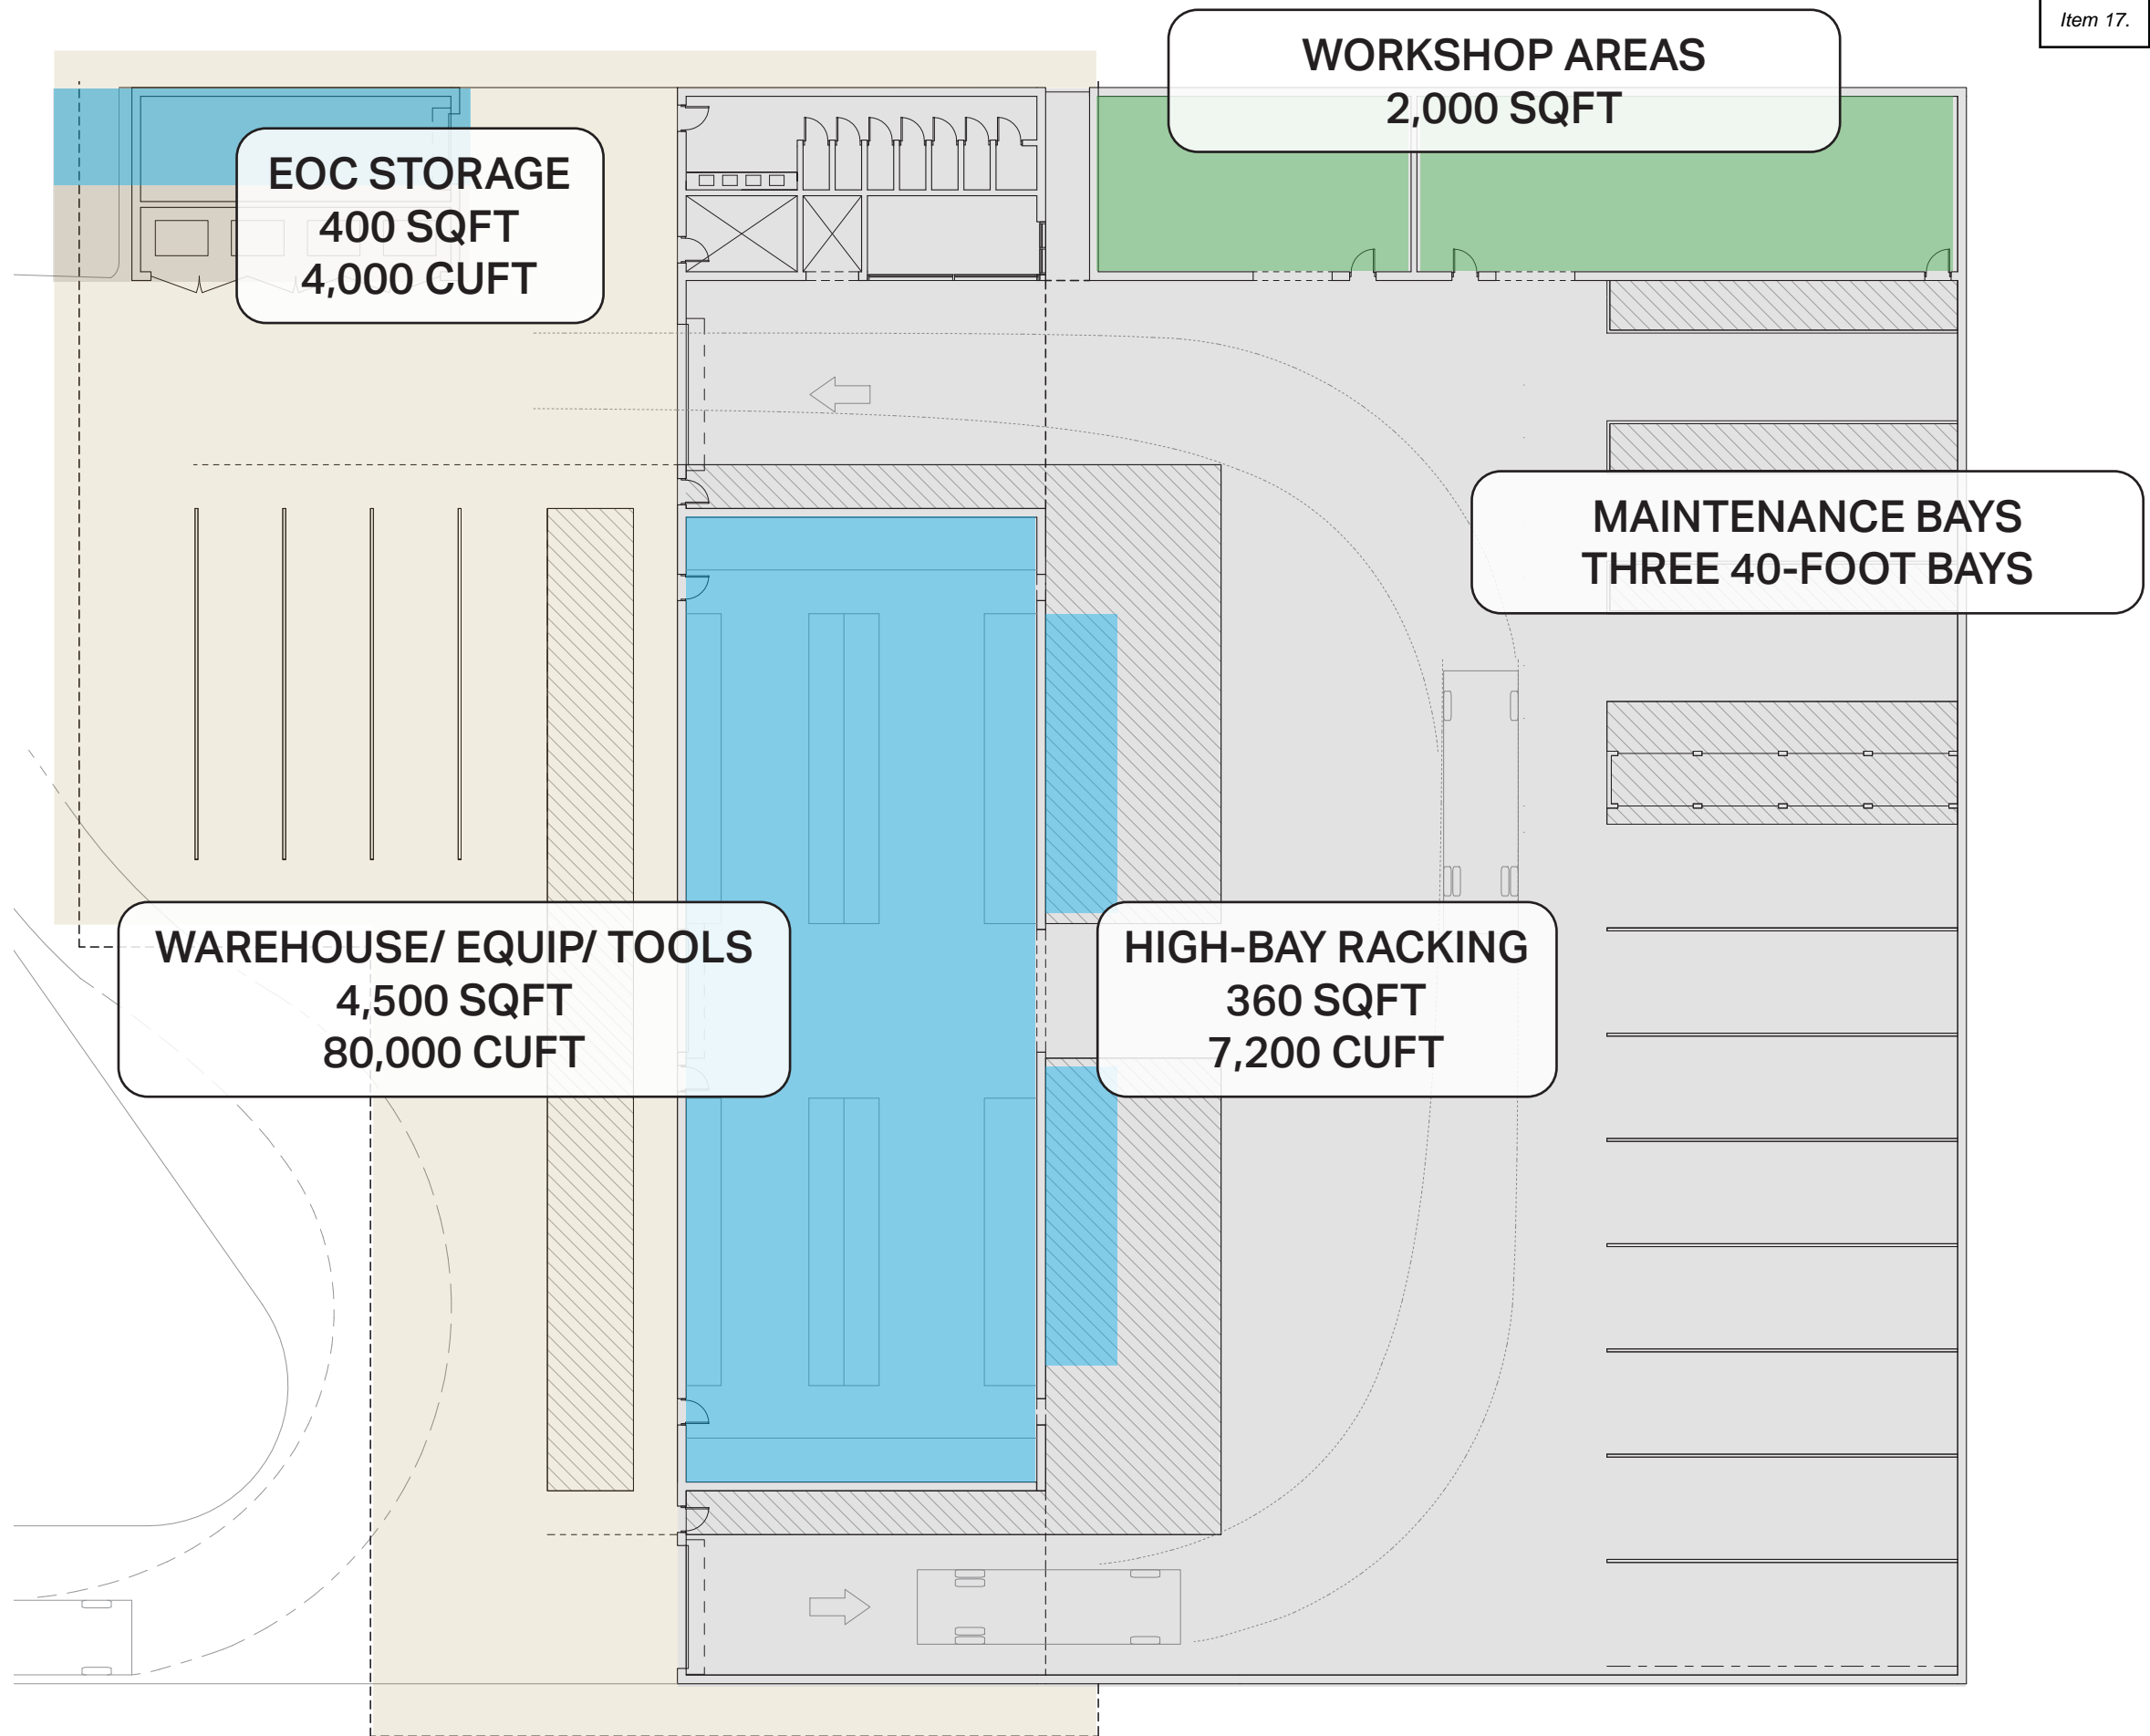 Item 17.
WORKSHOP AREAS
2,000 SQFT
EOC STORAGE
400 SQFT
4,000 CUFT
MAINTENANCE BAYS
THREE 40-FOOT BAYS
WAREHOUSE/ EQUIP/ TOOLS
4,500 SQFT
80,000 CUFT
HIGH-BAY RACKING
360 SQFT
7,200 CUFT